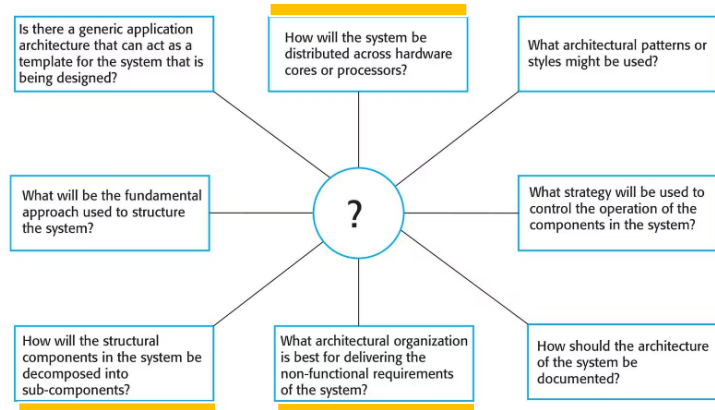 Is there a generic application
architecture that can act as a
template for the system that is
being designed?
How will the system be
distributed across hardware
cores or processors?
What architectural patterns or
styles might be used?
What will be the fundamental
approach used to structure
the system?
?
What strategy will be used to
control the operation of the
components in the system?
How will the structural
components in the system be
decomposed into
sub-components?
What architectural organization
is best for delivering the
non-functional requirements
of the system?
How should the architecture
of the system be
documented?